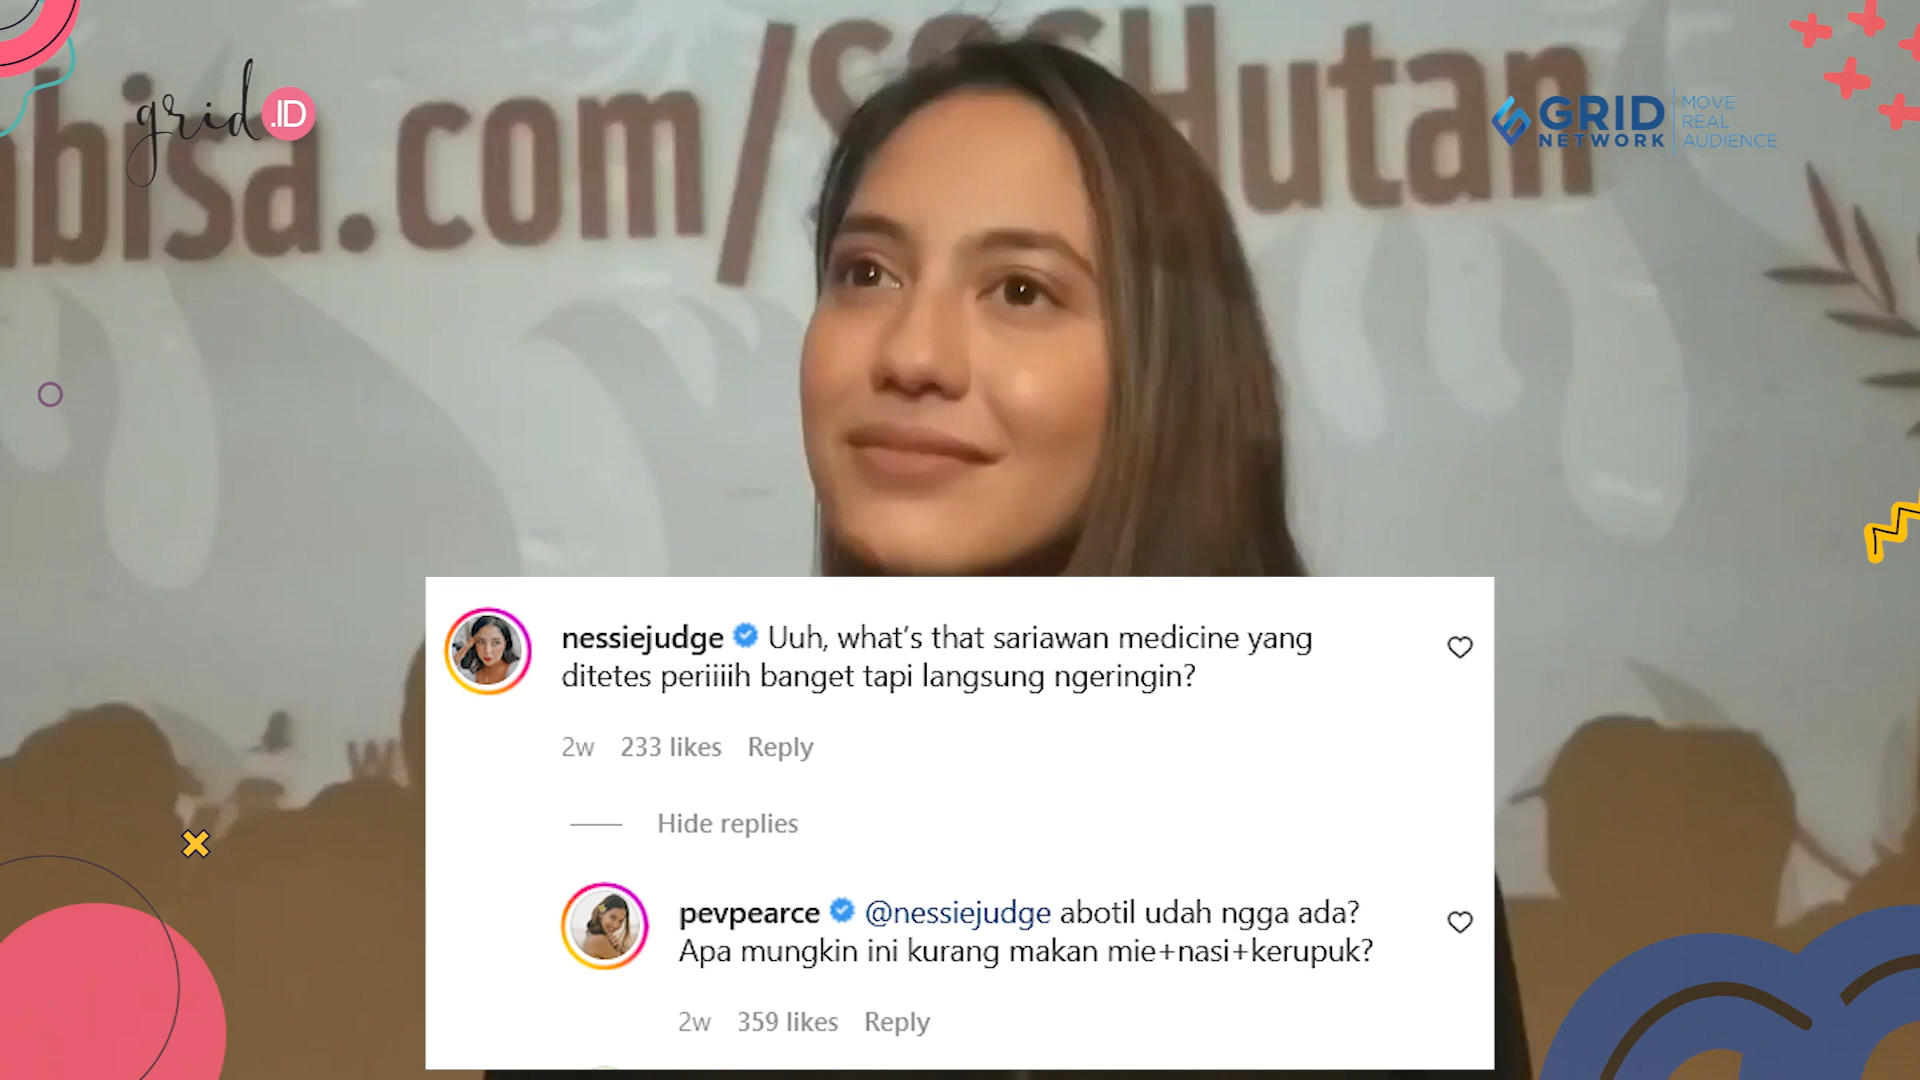 abisa.com/SOSHutan
grid.ID
GRID
NETWORK
MOVE
REAL
AUDIENCE
nessiejudge Uuh, what's that sariawan medicine yang
ditetes periiiih banget tapi langsung ngeringin?
2w 233 likes Reply
Hide replies
pevpearce @nessiejudge abotil udah ngga ada?
Apa mungkin ini kurang makan mie+nasi+kerupuk?
2w 359 likes Reply